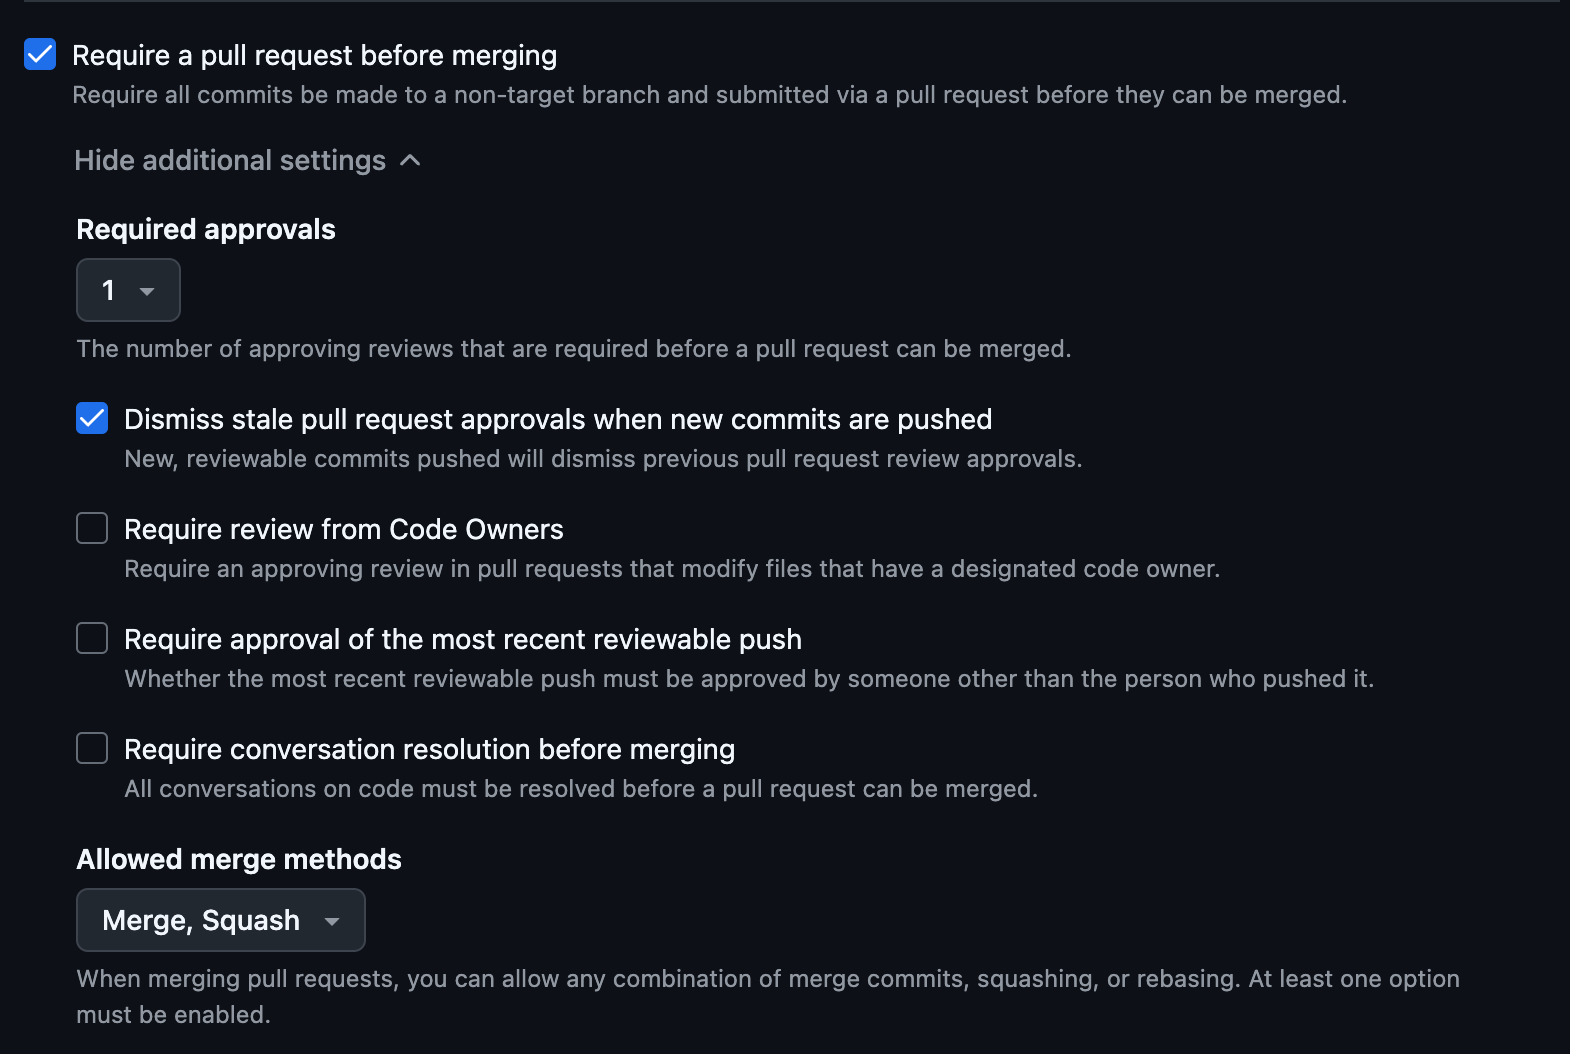 Require a pull request before merging
Require all commits be made to a non-target branch and submitted via a pull request before they can be merged.
Hide additional settings
Required approvals
1
The number of approving reviews that are required before a pull request can be merged.
Dismiss stale pull request approvals when new commits are pushed
New, reviewable commits pushed will dismiss previous pull request review approvals.
Require review from Code Owners
Require an approving review in pull requests that modify files that have a designated code owner.
Require approval of the most recent reviewable push
Whether the most recent reviewable push must be approved by someone other than the person who pushed it.
Require conversation resolution before merging
All conversations on code must be resolved before a pull request can be merged.
Allowed merge methods
Merge, Squash
When merging pull requests, you can allow any combination of merge commits, squashing, or rebasing. At least one option
must be enabled.